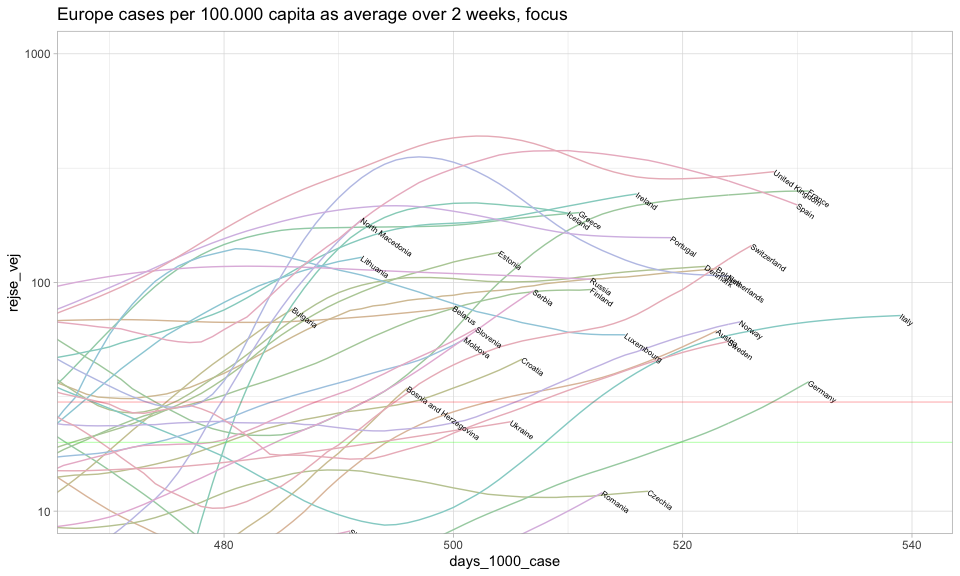 Europe cases per 100.000 capita as average over 2 weeks, focus
rejse_vej
1000
100
10
United Kingdom
France
Spain
Ireland
Greece
Iceland
North Macedonia
Portugal
Switzerland
Estonia
Lithuania
Denmark
Netherlands
Russia
Finland
Serbia
Bulgaria
Belarus
Slovenia
Italy
Norway
Luxembourg
Austria
Sweden
Moldova
Croatia
Bosnia and Herzegovina
Germany
Ukraine
Romania
Czechia
480
500
520
540
days_1000_case